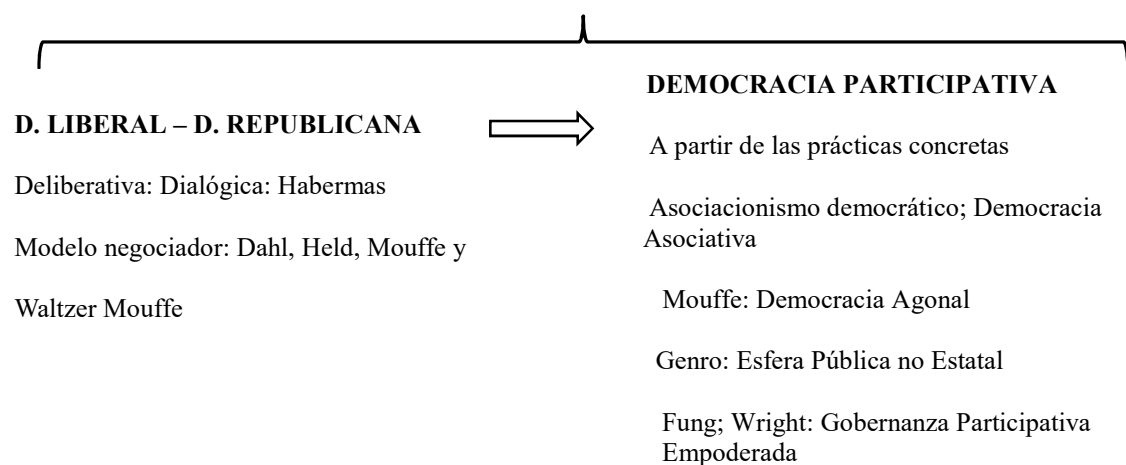 D. LIBERAL – D. REPUBLICANA
Deliberativa: Dialógica: Habermas
Modelo negociador: Dahl, Held, Mouffe y
Waltzer Mouffe
DEMOCRACIA PARTICIPATIVA
A partir de las prácticas concretas
Asociacionismo democrático; Democracia
Asociativa
Mouffe: Democracia Agonal
Genro: Esfera Pública no Estatal
Fung; Wright: Gobernanza Participativa
Empoderada